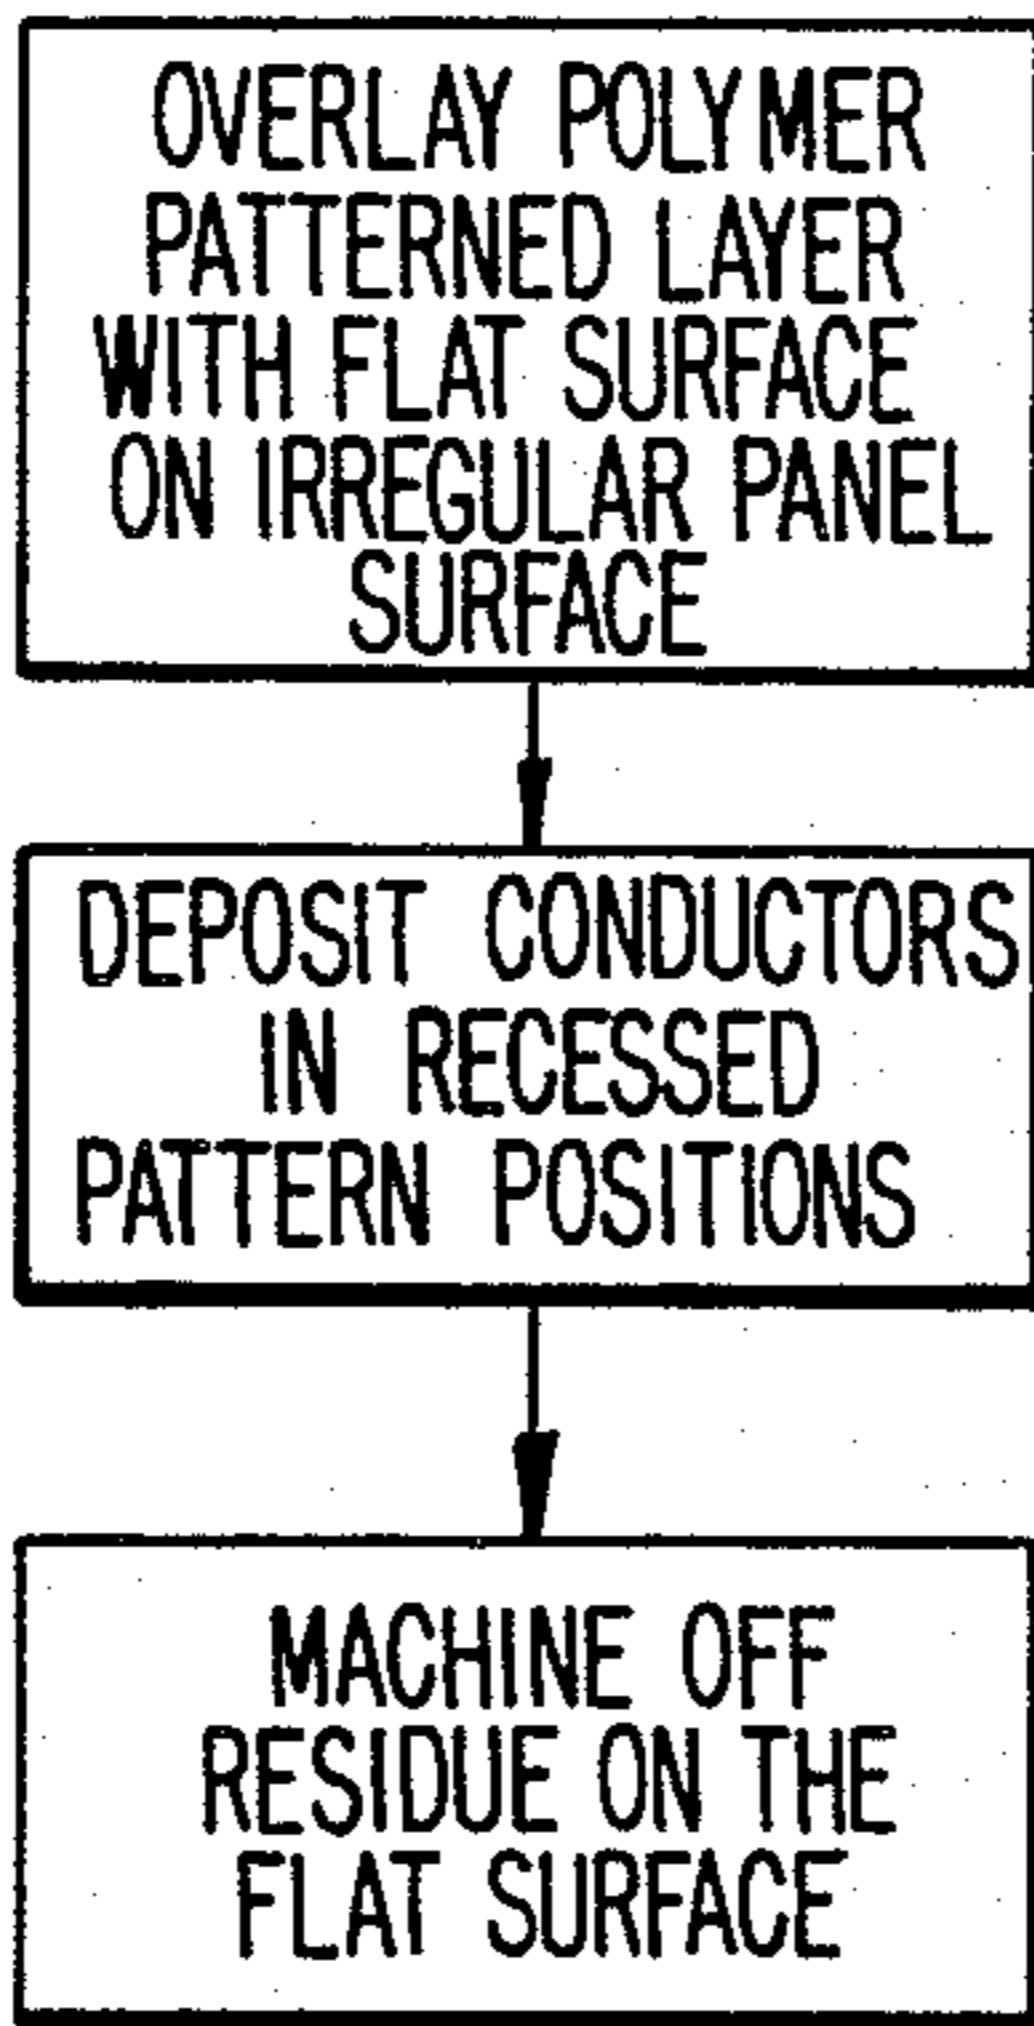 OVERLAY POLYMER
PATTERNED LAYER
WITH FLAT SURFACE
ON IRREGULAR PANEL
SURFACE
DEPOSIT CONDUCTORS
IN RECESSED
PATTERN POSITIONS
MACHINE OFF
RESIDUE ON THE
FLAT SURFACE